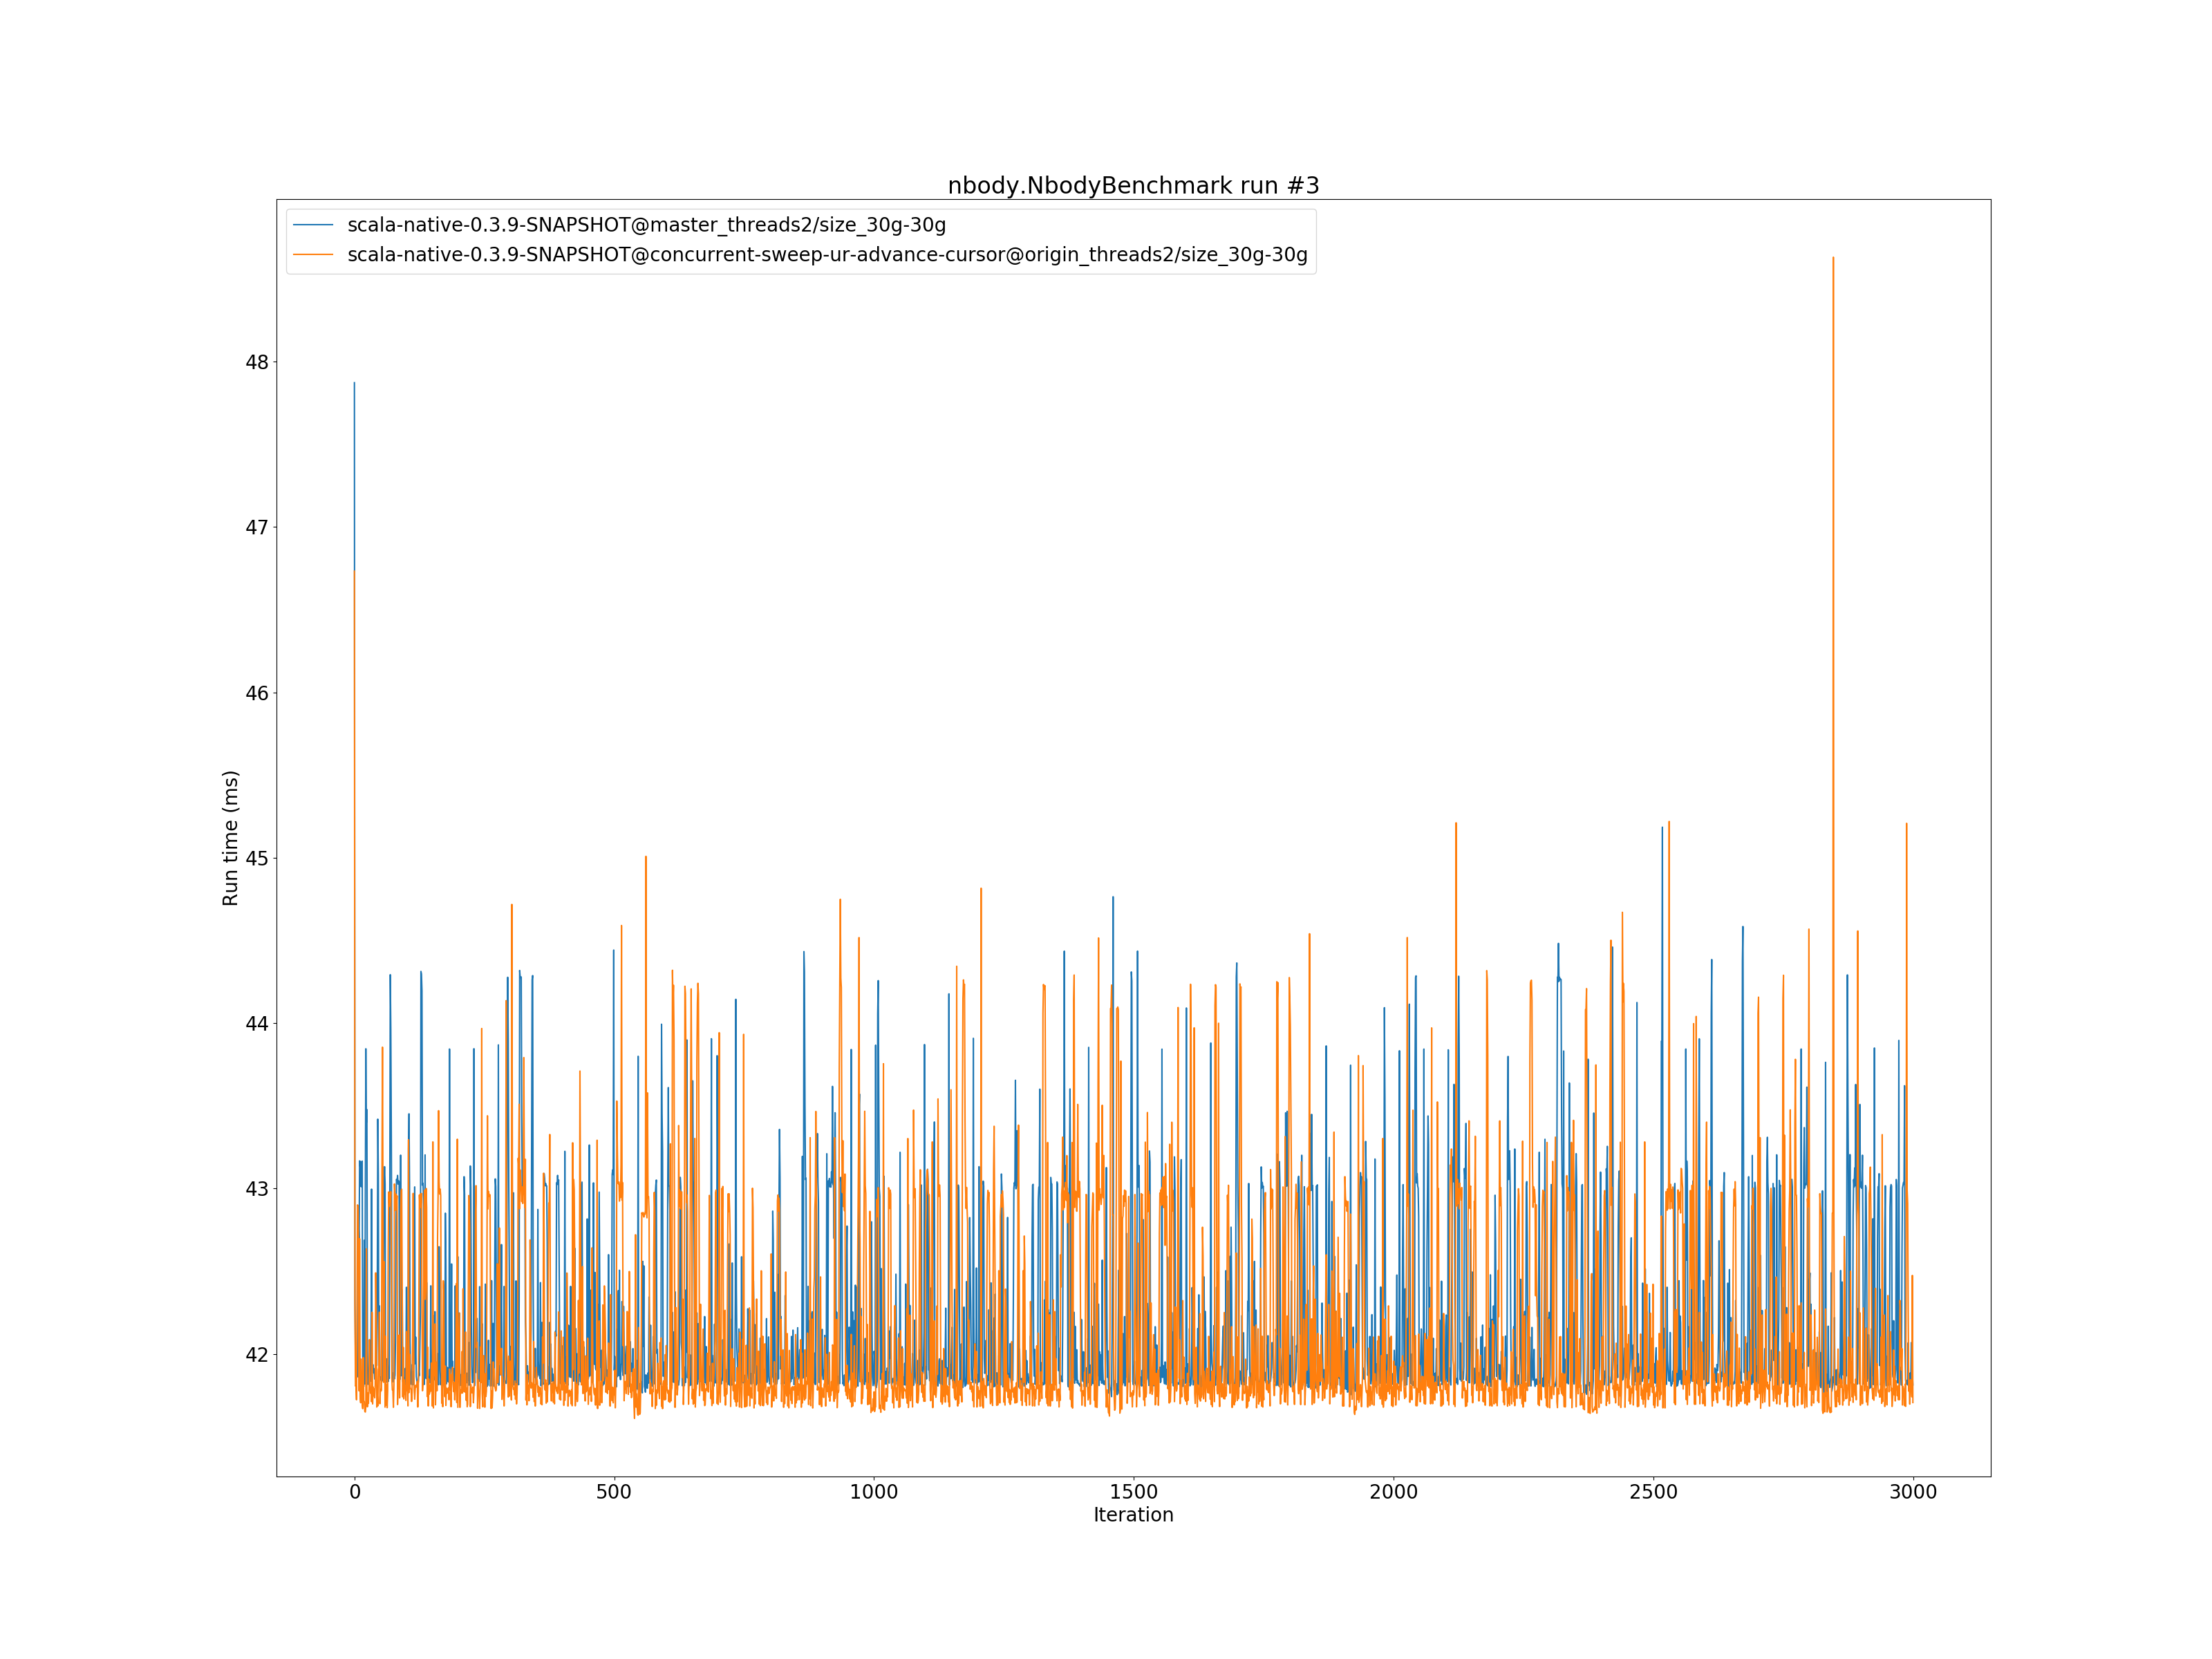 nbody.NbodyBenchmark run #3
scala-native-0.3.9-SNAPSHOT@master_threads2/size_30g-30g
scala-native-0.3.9-SNAPSHOT@concurrent-sweep-ur-advance-cursor@origin_threads2/size_30g-30g
48
47
46
45
44
43
42
Run time (ms)
0 500 1000 1500 2000 2500 3000
Iteration